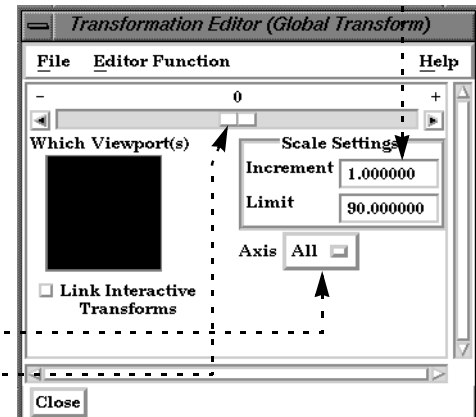 Transformation Editor (Global Transform)
File Editor Function Help
- 0 +
Which Viewport(s)
Scale Settings
Increment 1.000000
Limit 90.000000
Axis All
Link Interactive
Transforms
Close